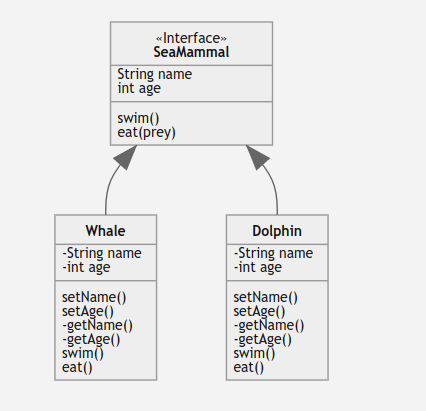 «Interface»
SeaMammal
String name
int age
swim()
eat(prey)
Whale
-String name
-int age
setName()
setAge()
-getName()
-getAge()
swim()
eat()
Dolphin
-String name
-int age
setName()
setAge()
-getName()
-getAge()
swim()
eat()